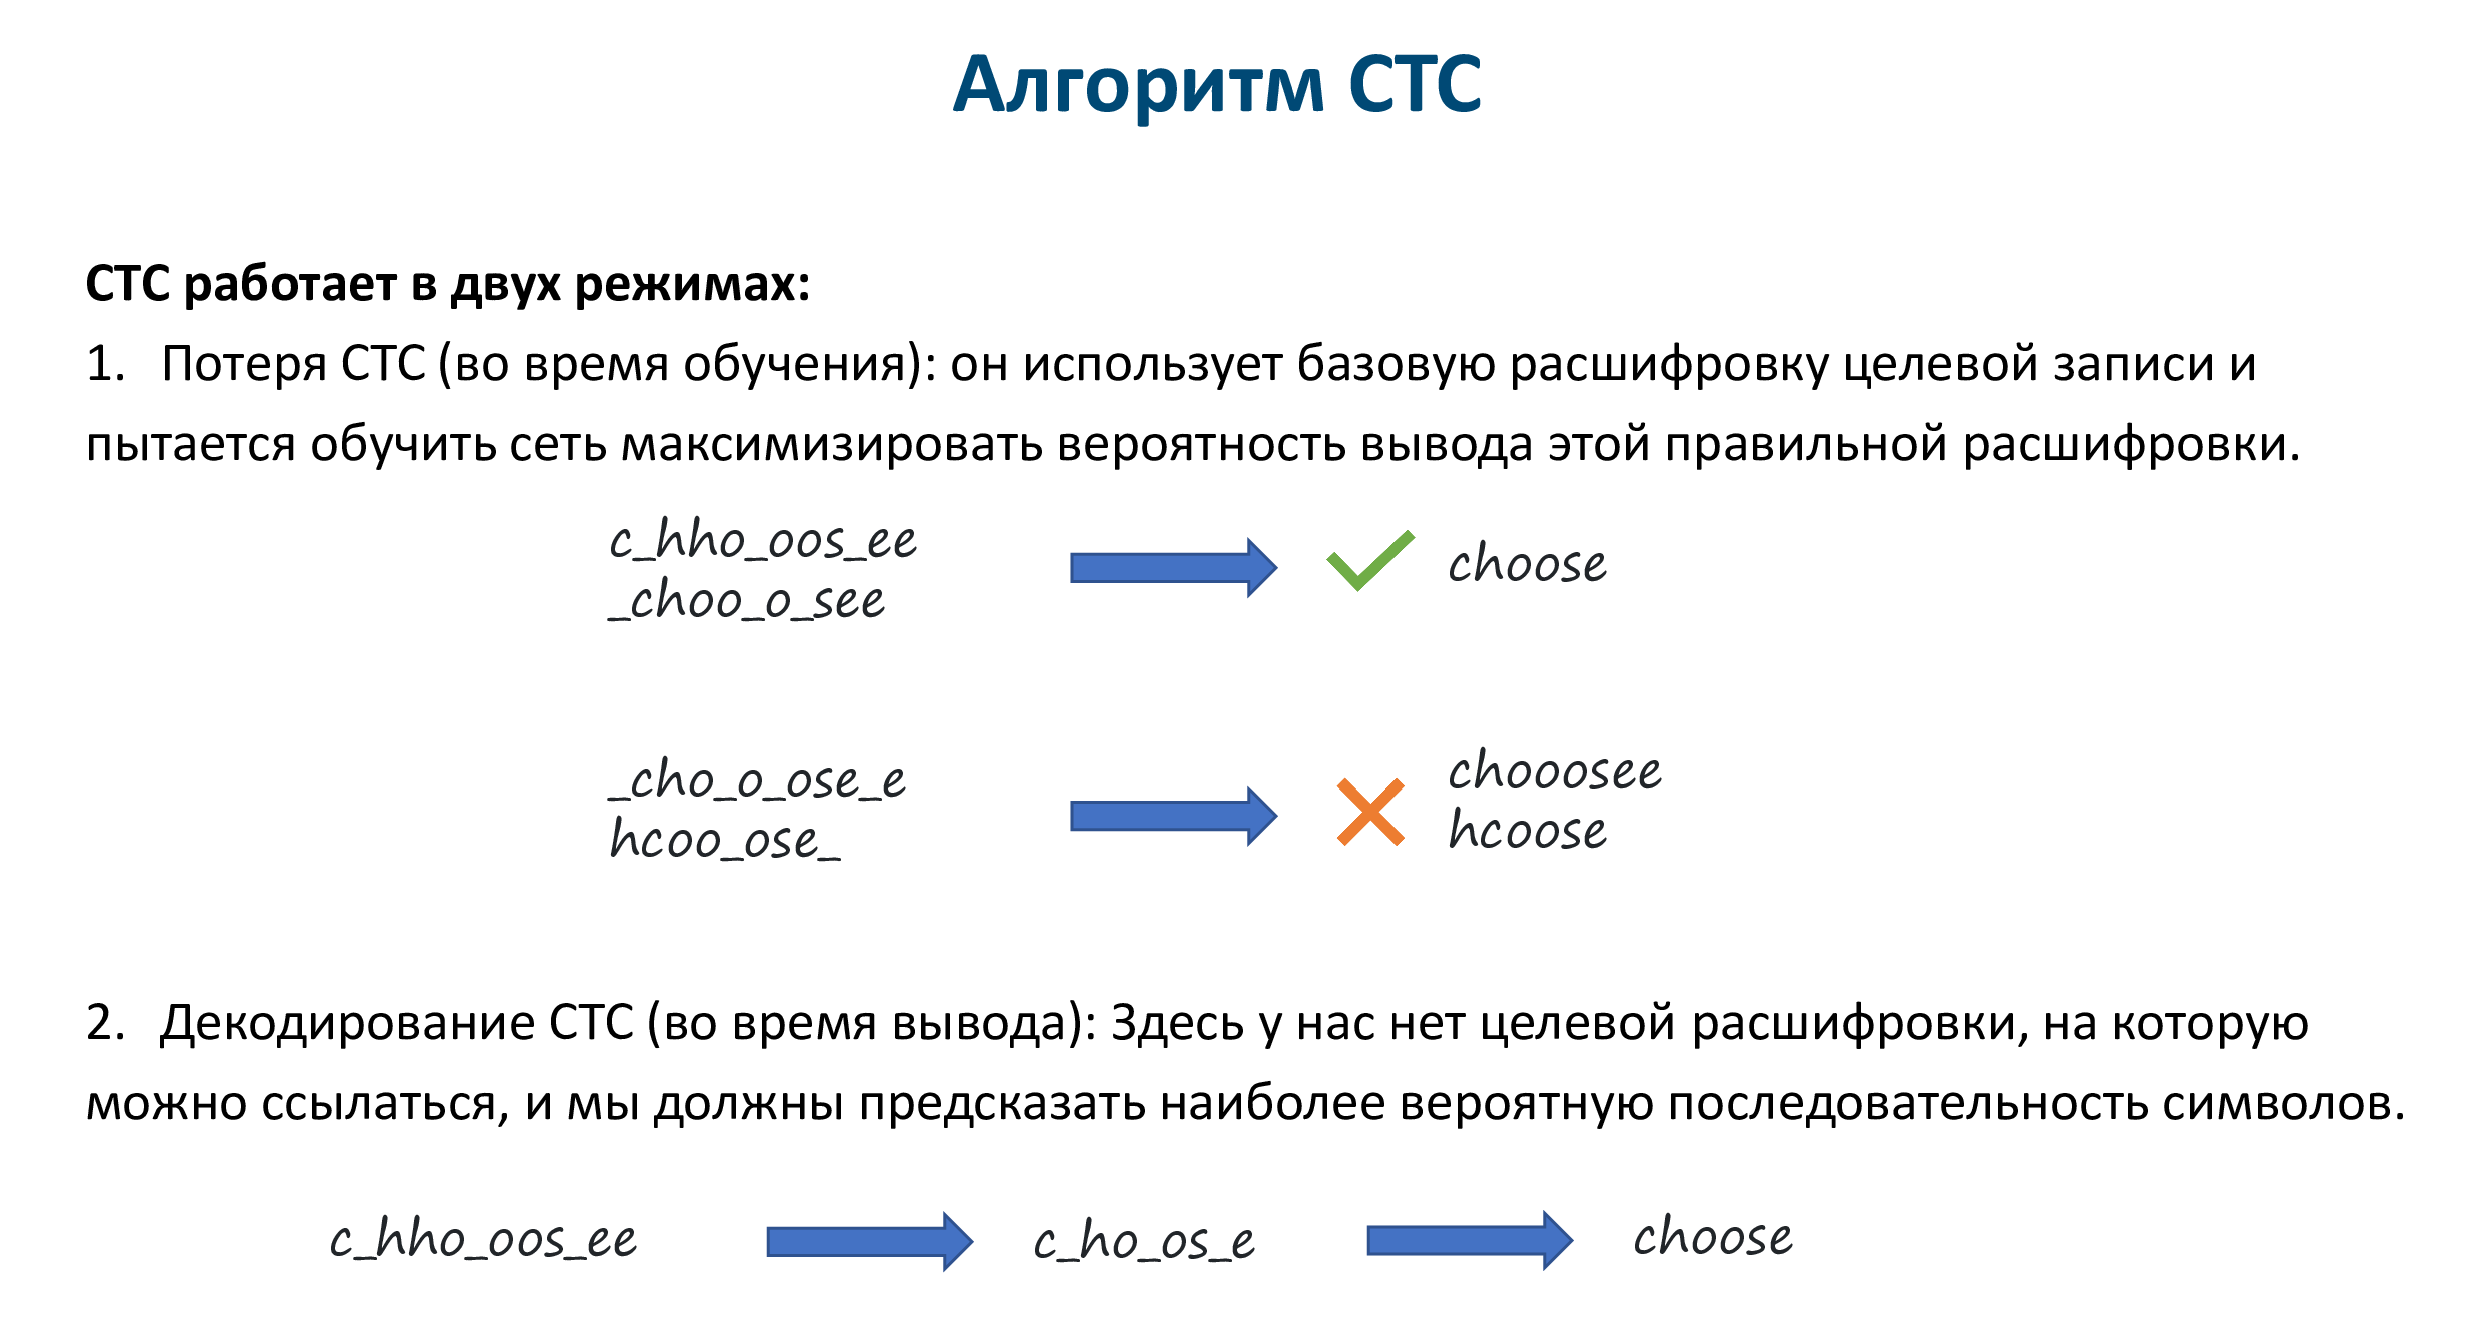 Алгоритм CTC
CTC работает в двух режимах:
1. Потеря CTC (во время обучения): он использует базовую расшифровку целевой записи и
пытается обучить сеть максимизировать вероятность вывода этой правильной расшифровки.
c_hho_oos_ee
_choo_o_see
choose
_cho_o_ose_e
hcoo_ose_
chooosee
hcoose
2. Декодирование CTC (во время вывода): Здесь у нас нет целевой расшифровки, на которую
можно ссылаться, и мы должны предсказать наиболее вероятную последовательность символов.
c_hho_oos_ee
c_ho_os_e
choose